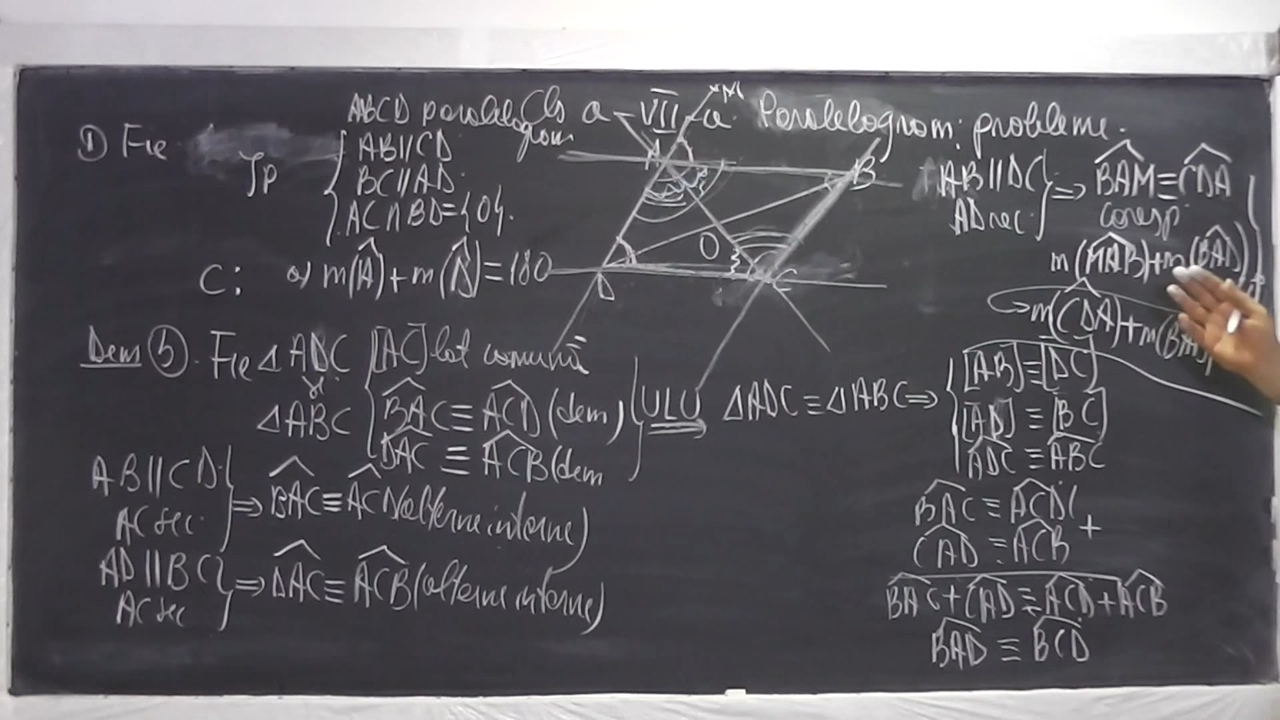 Cls a - VII - a Paralelogram: probleme.
1) Fie ABCD paralelogram
Ip { AB||CD
BC||AD
AC∩BD={O}.
C: a) m(Â)+m(D̂)=180
M
A B
O
D C
AB||DC
AD sec. } ⇒ BAM≡CDA
coresp.
m(MAB)+m(BAD)
m(CDA)+m(BAD)
Dem b). Fie △ADC { [AC] lat comună
și
△ABC BAC≡ACD (dem)
DAC≡ACB (dem } ULU △ADC≡△ABC ⇒ { [AB]≡[DC]
[AD]≡[BC]
ADC≡ABC
AB||CD
AC sec. } ⇒ BAC≡ACD (alterne interne)
AD||BC
AC sec } ⇒ DAC≡ACB (alterne interne)
BAC≡ACD
CAD≡ACB +
BAC+CAD≡ACD+ACB
BAD≡BCD